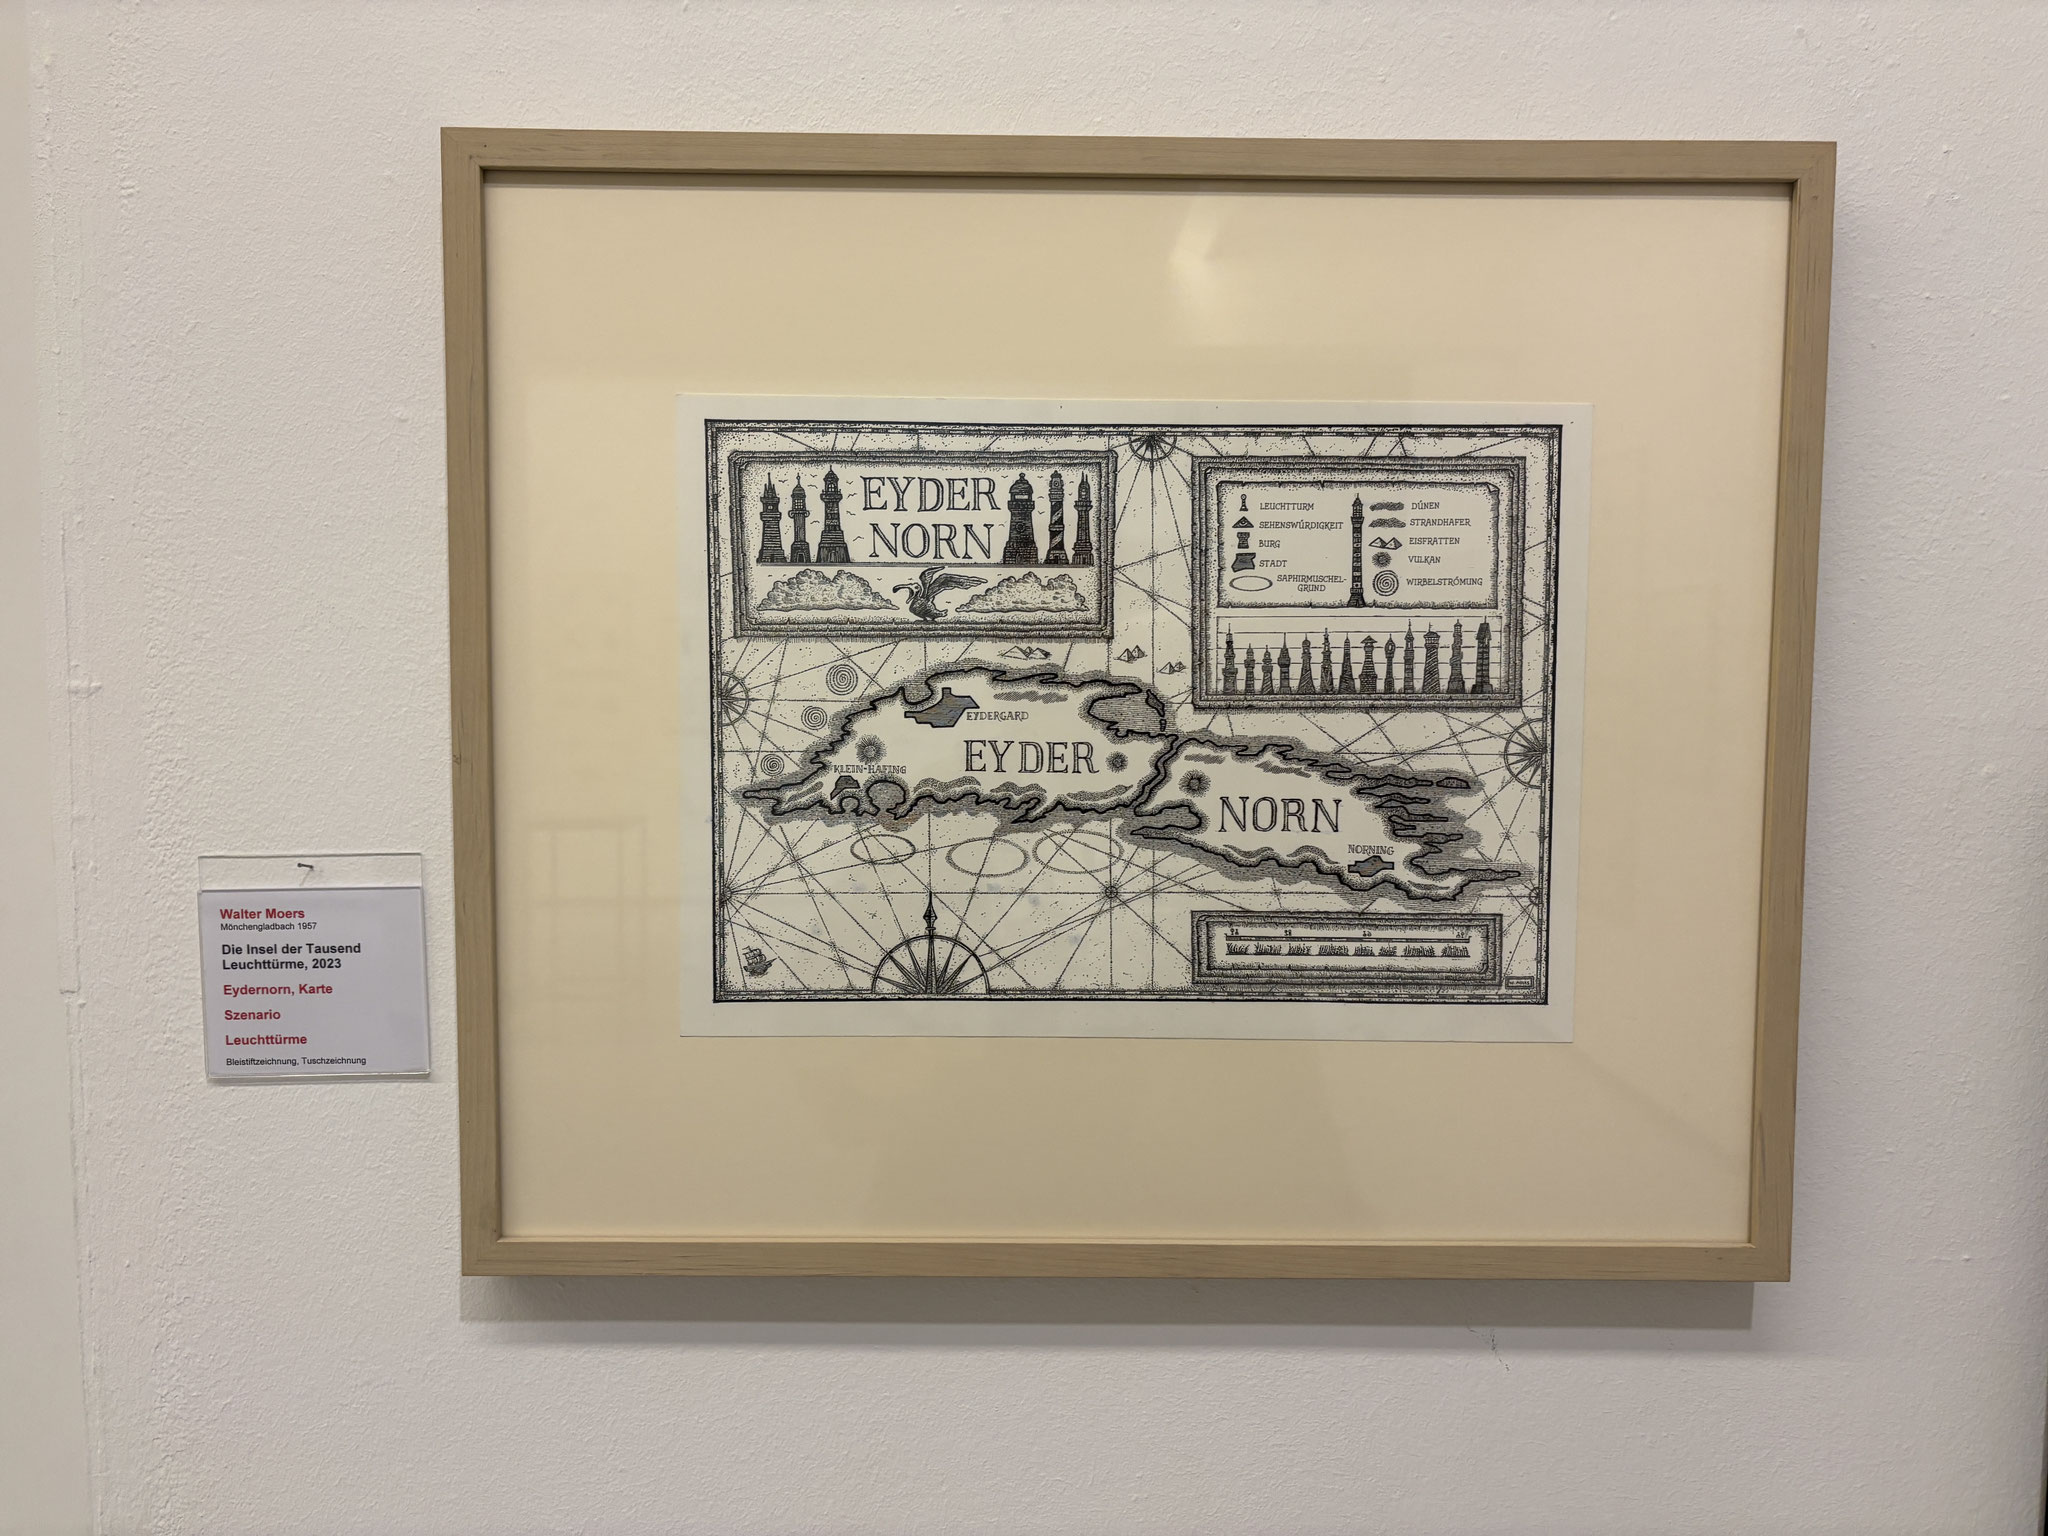 Walter Moers
Mönchengladbach 1957
Die Insel der Tausend
Leuchttürme, 2023
Eydernorn, Karte
Szenario
Leuchttürme
Bleistiftzeichnung, Tuschzeichnung
EYDER
NORN
LEUCHTTURM
SEHENSWÜRDIGKEIT
BURG
STADT
SAPHIRMUSCHEL-
GRUND
DÜNEN
STRANDHAFER
EISFRATTEN
VULKAN
WIRBELSTRÖMUNG
EYDERGARD
EYDER
KLEIN-HAFING
NORN
NORNING